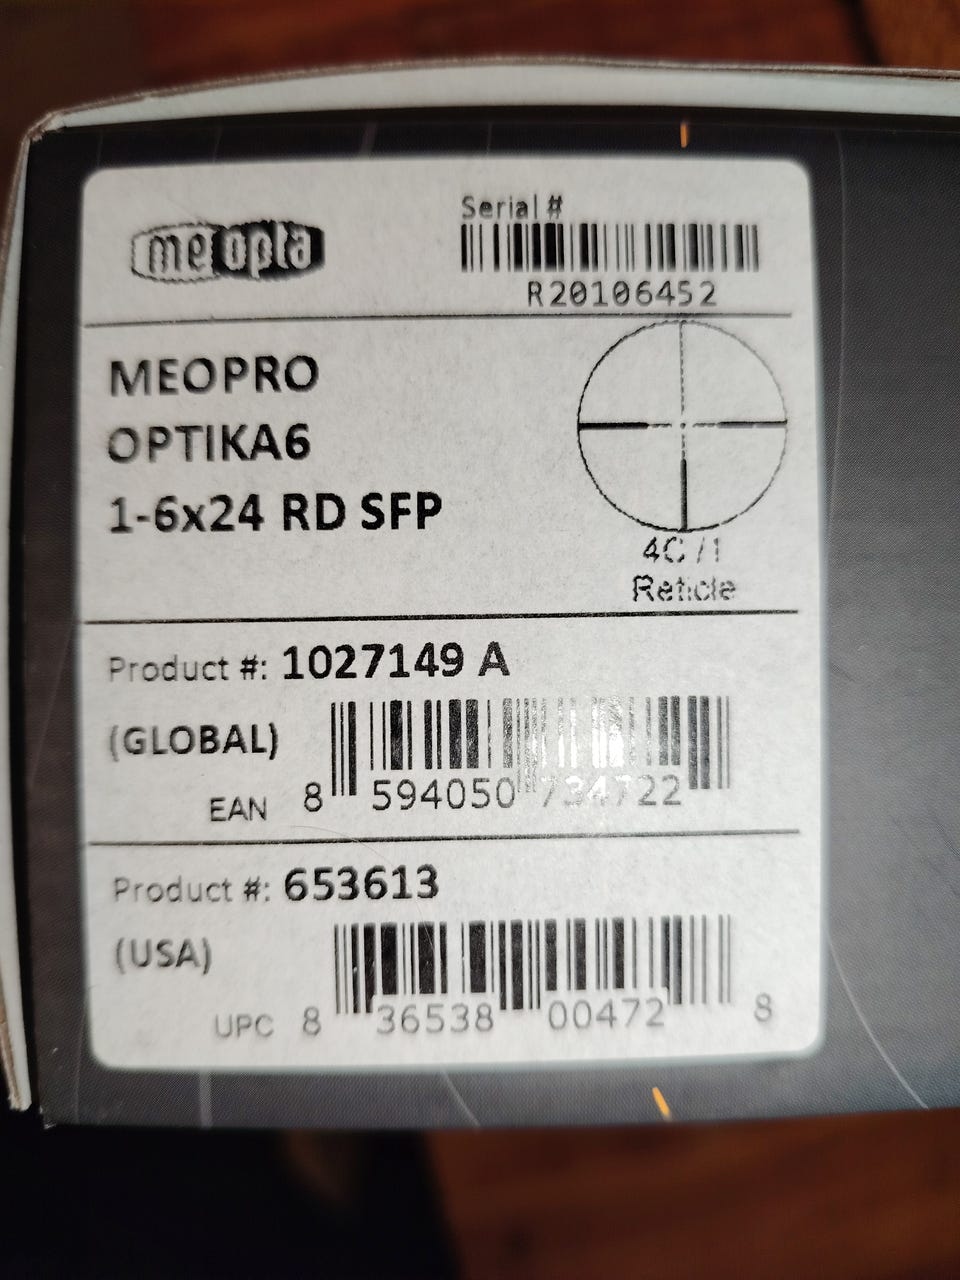 meopta
Serial #
R20106452
MEOPRO
OPTIKA6
1-6x24 RD SFP
4C /1
Reticle
Product #: 1027149 A
(GLOBAL)
EAN 8 594050 734722
Product #: 653613
(USA)
UPC 8 36538 00472 8